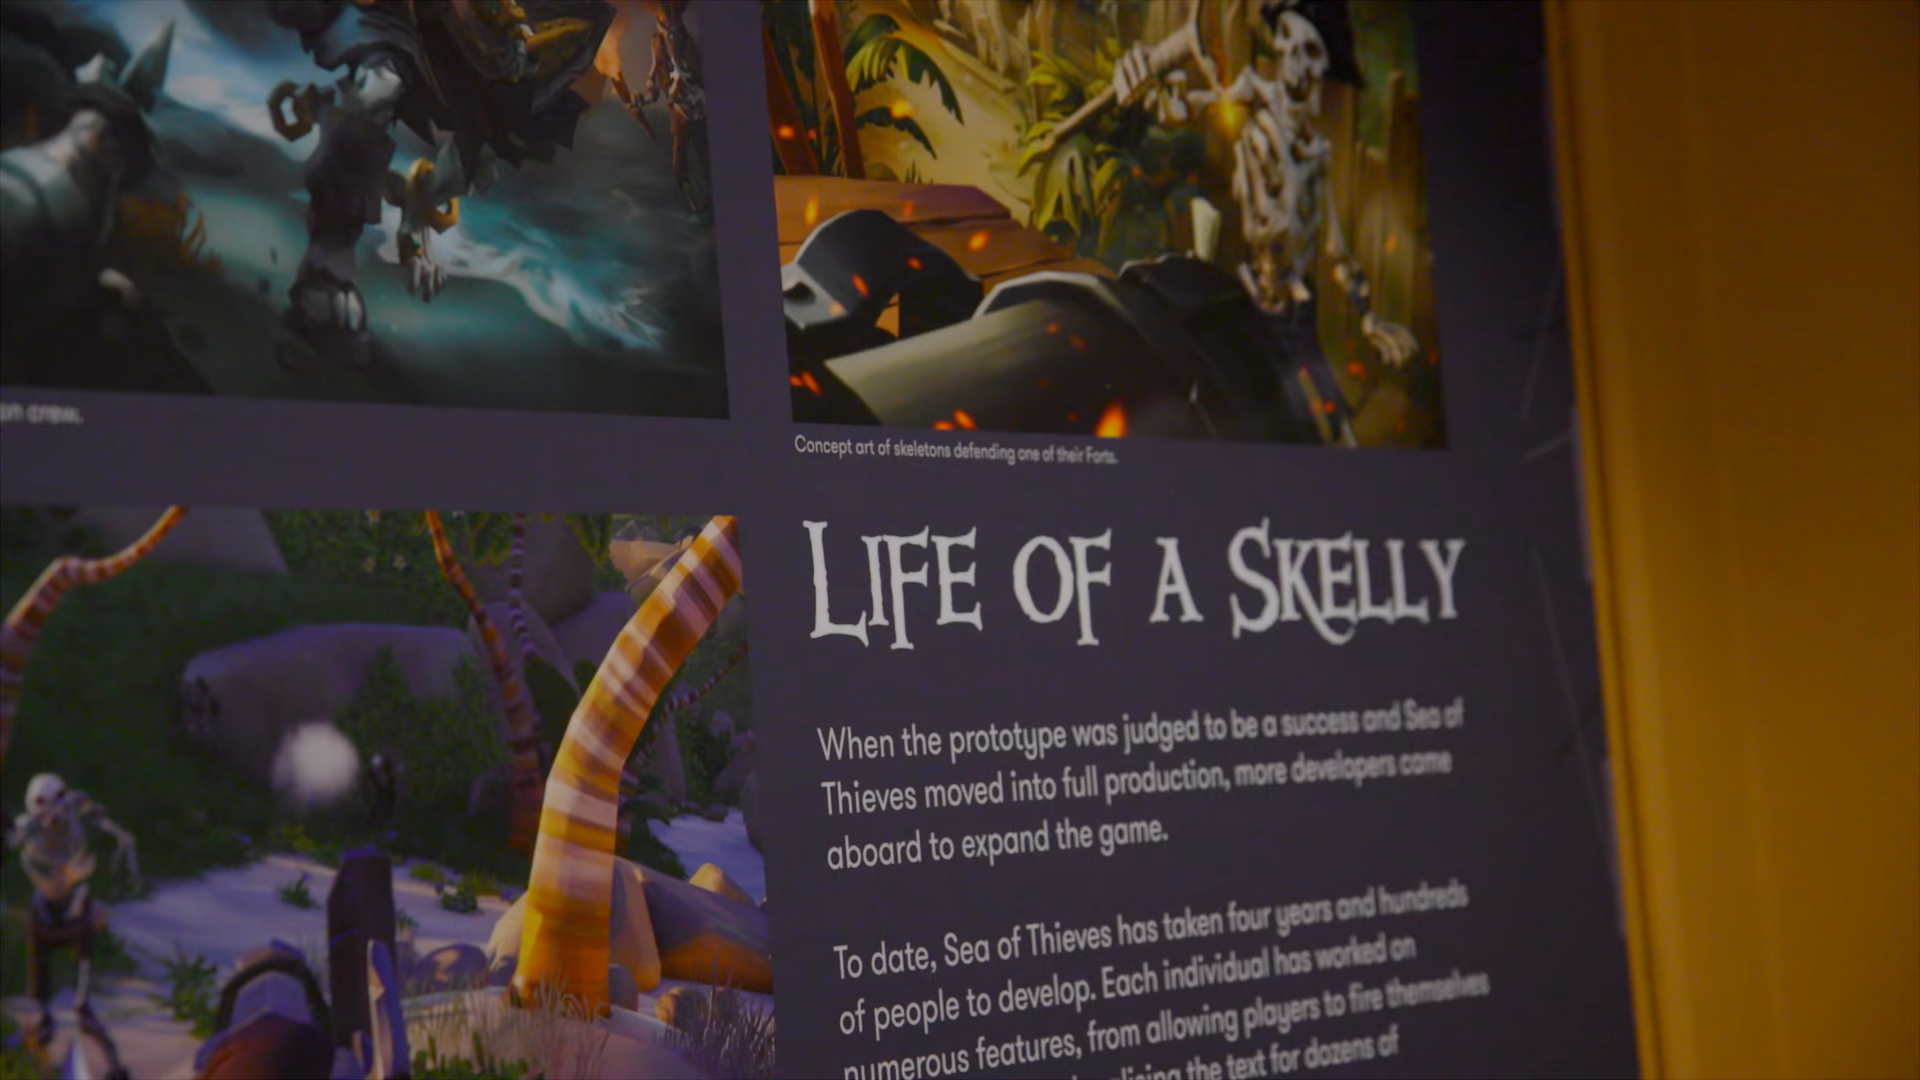 crew.
Concept art of skeletons defending one of their Forts.
LIFE OF A SKELLY
When the prototype was judged to be a success and Sea of
Thieves moved into full production, more developers came
aboard to expand the game.
To date, Sea of Thieves has taken four years and hundreds
of people to develop. Each individual has worked on
numerous features, from allowing players to fire themselves
the text for dozens of